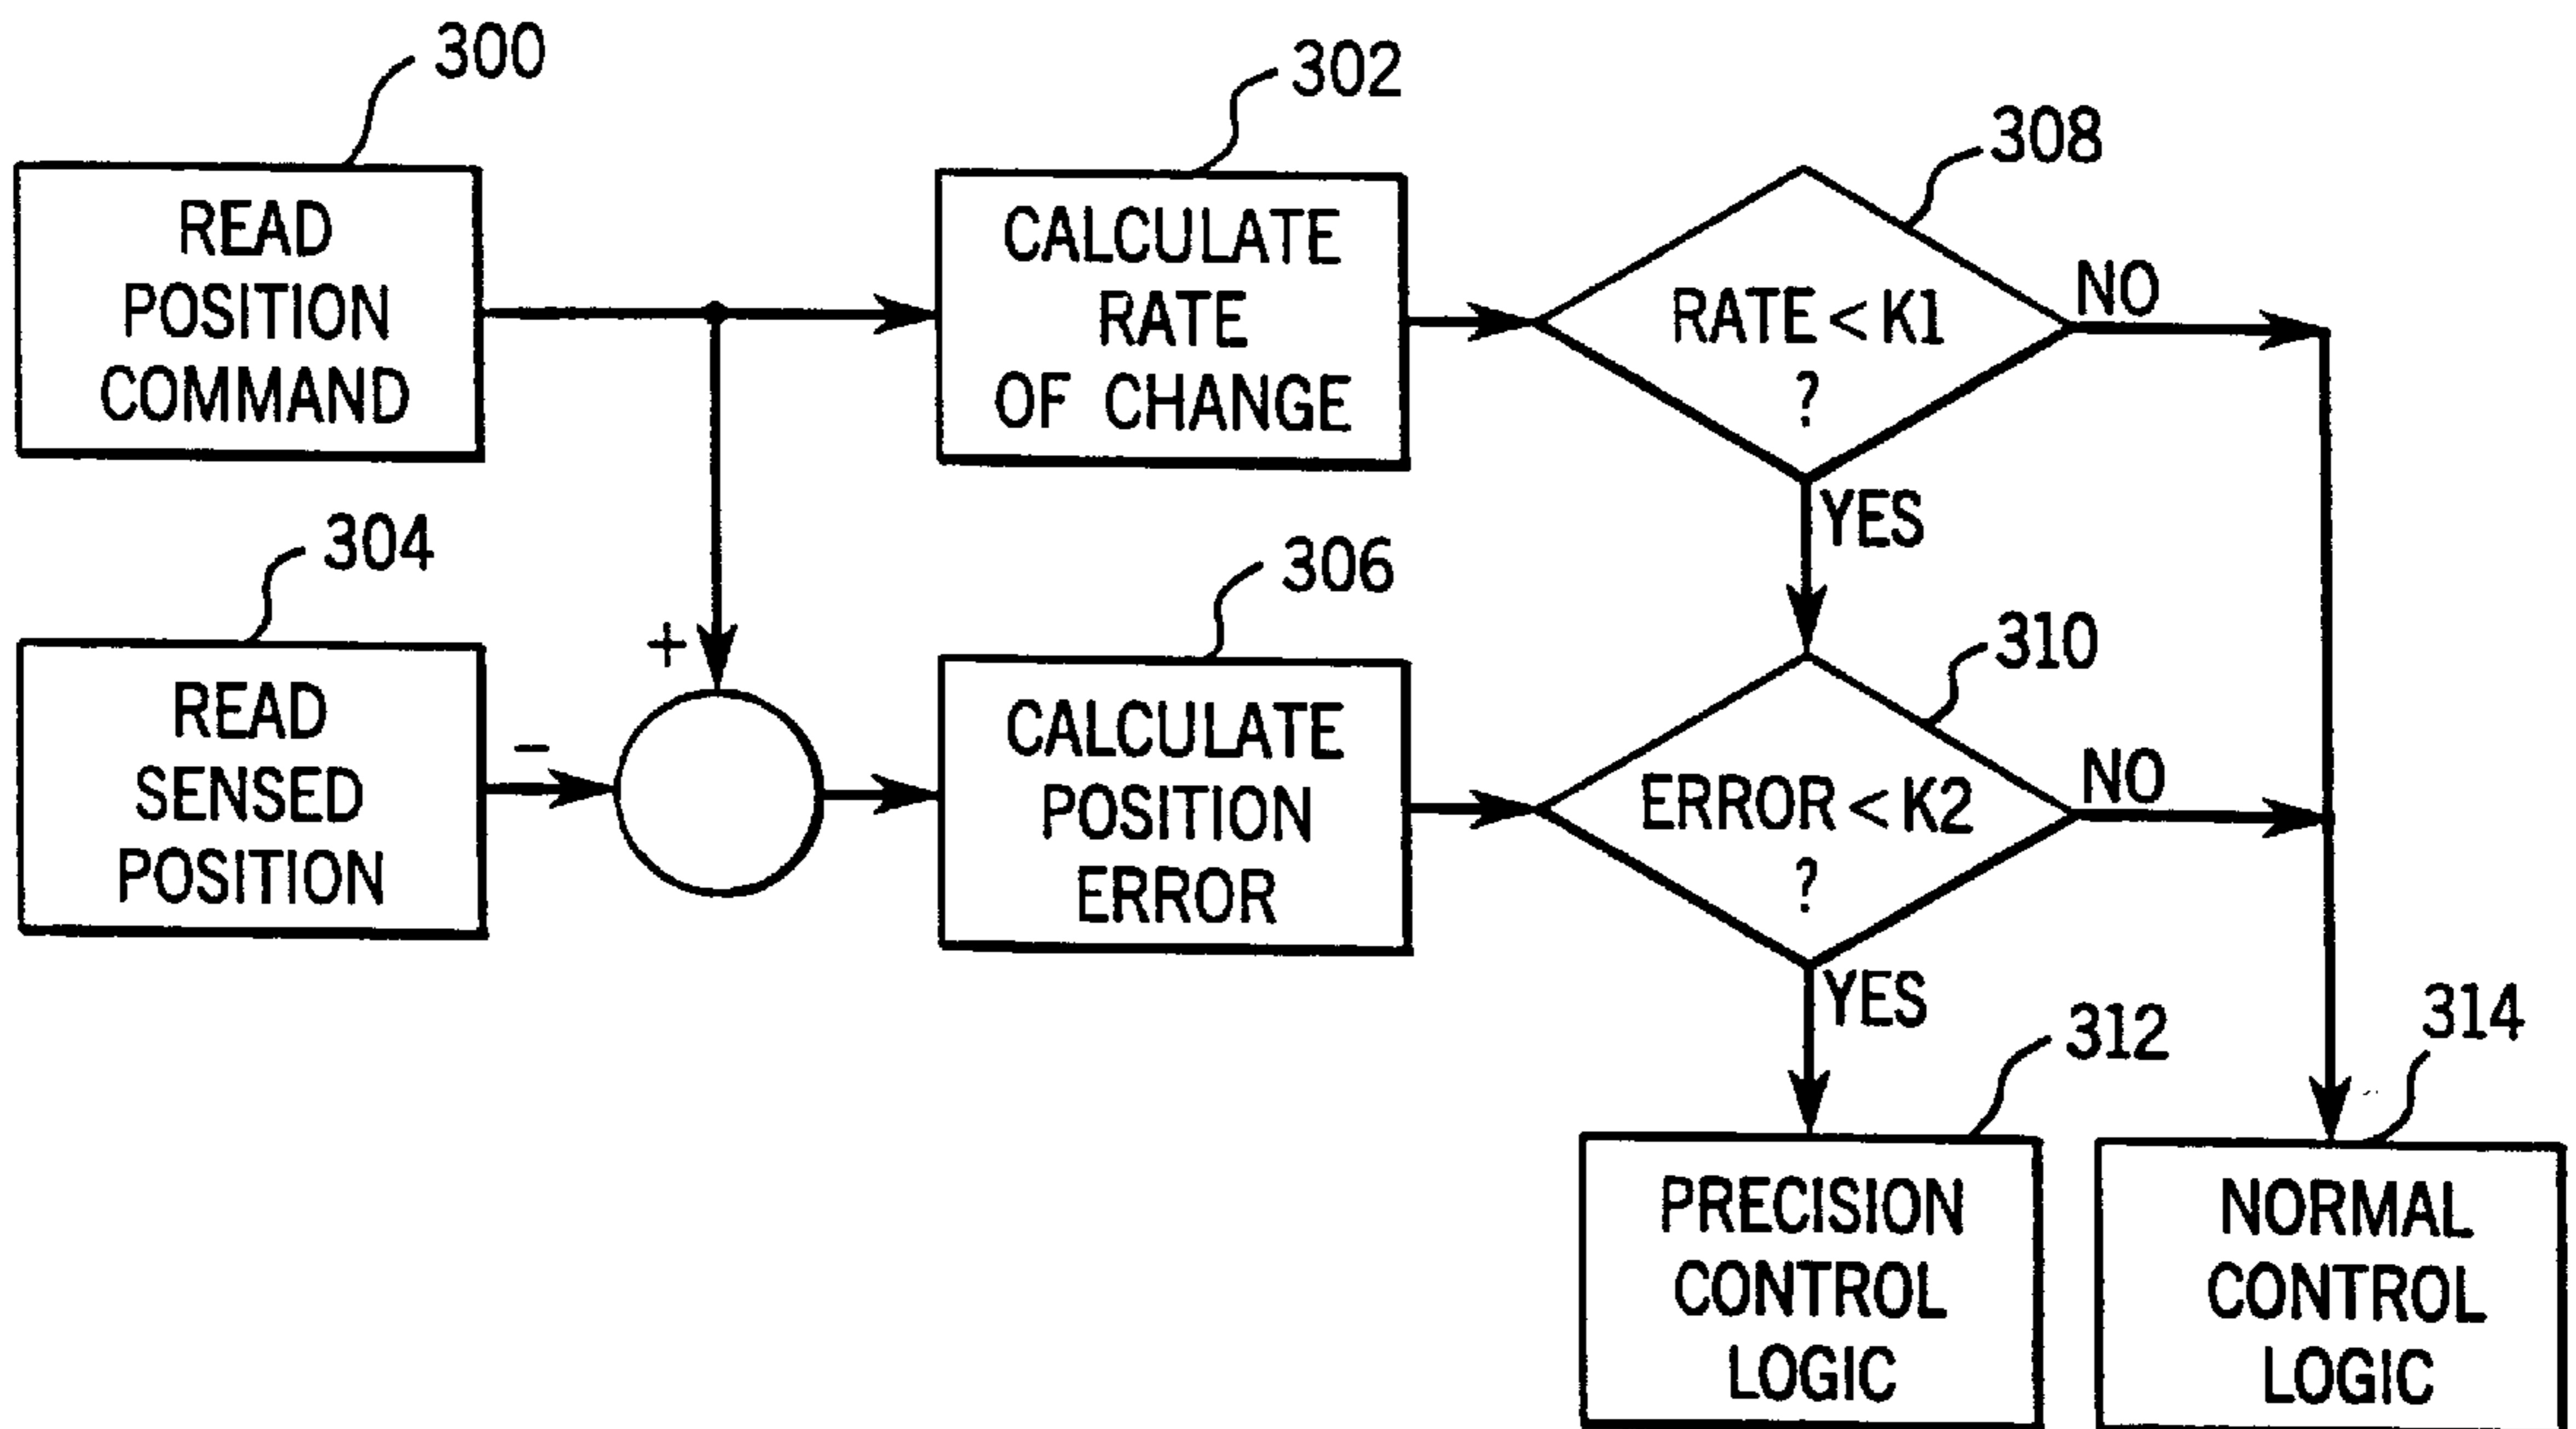 300
READ
POSITION
COMMAND
302
CALCULATE
RATE
OF CHANGE
308
RATE < K1
?
NO
YES
304
READ
SENSED
POSITION
+
−
306
CALCULATE
POSITION
ERROR
310
ERROR < K2
?
NO
YES
312
PRECISION
CONTROL
LOGIC
314
NORMAL
CONTROL
LOGIC